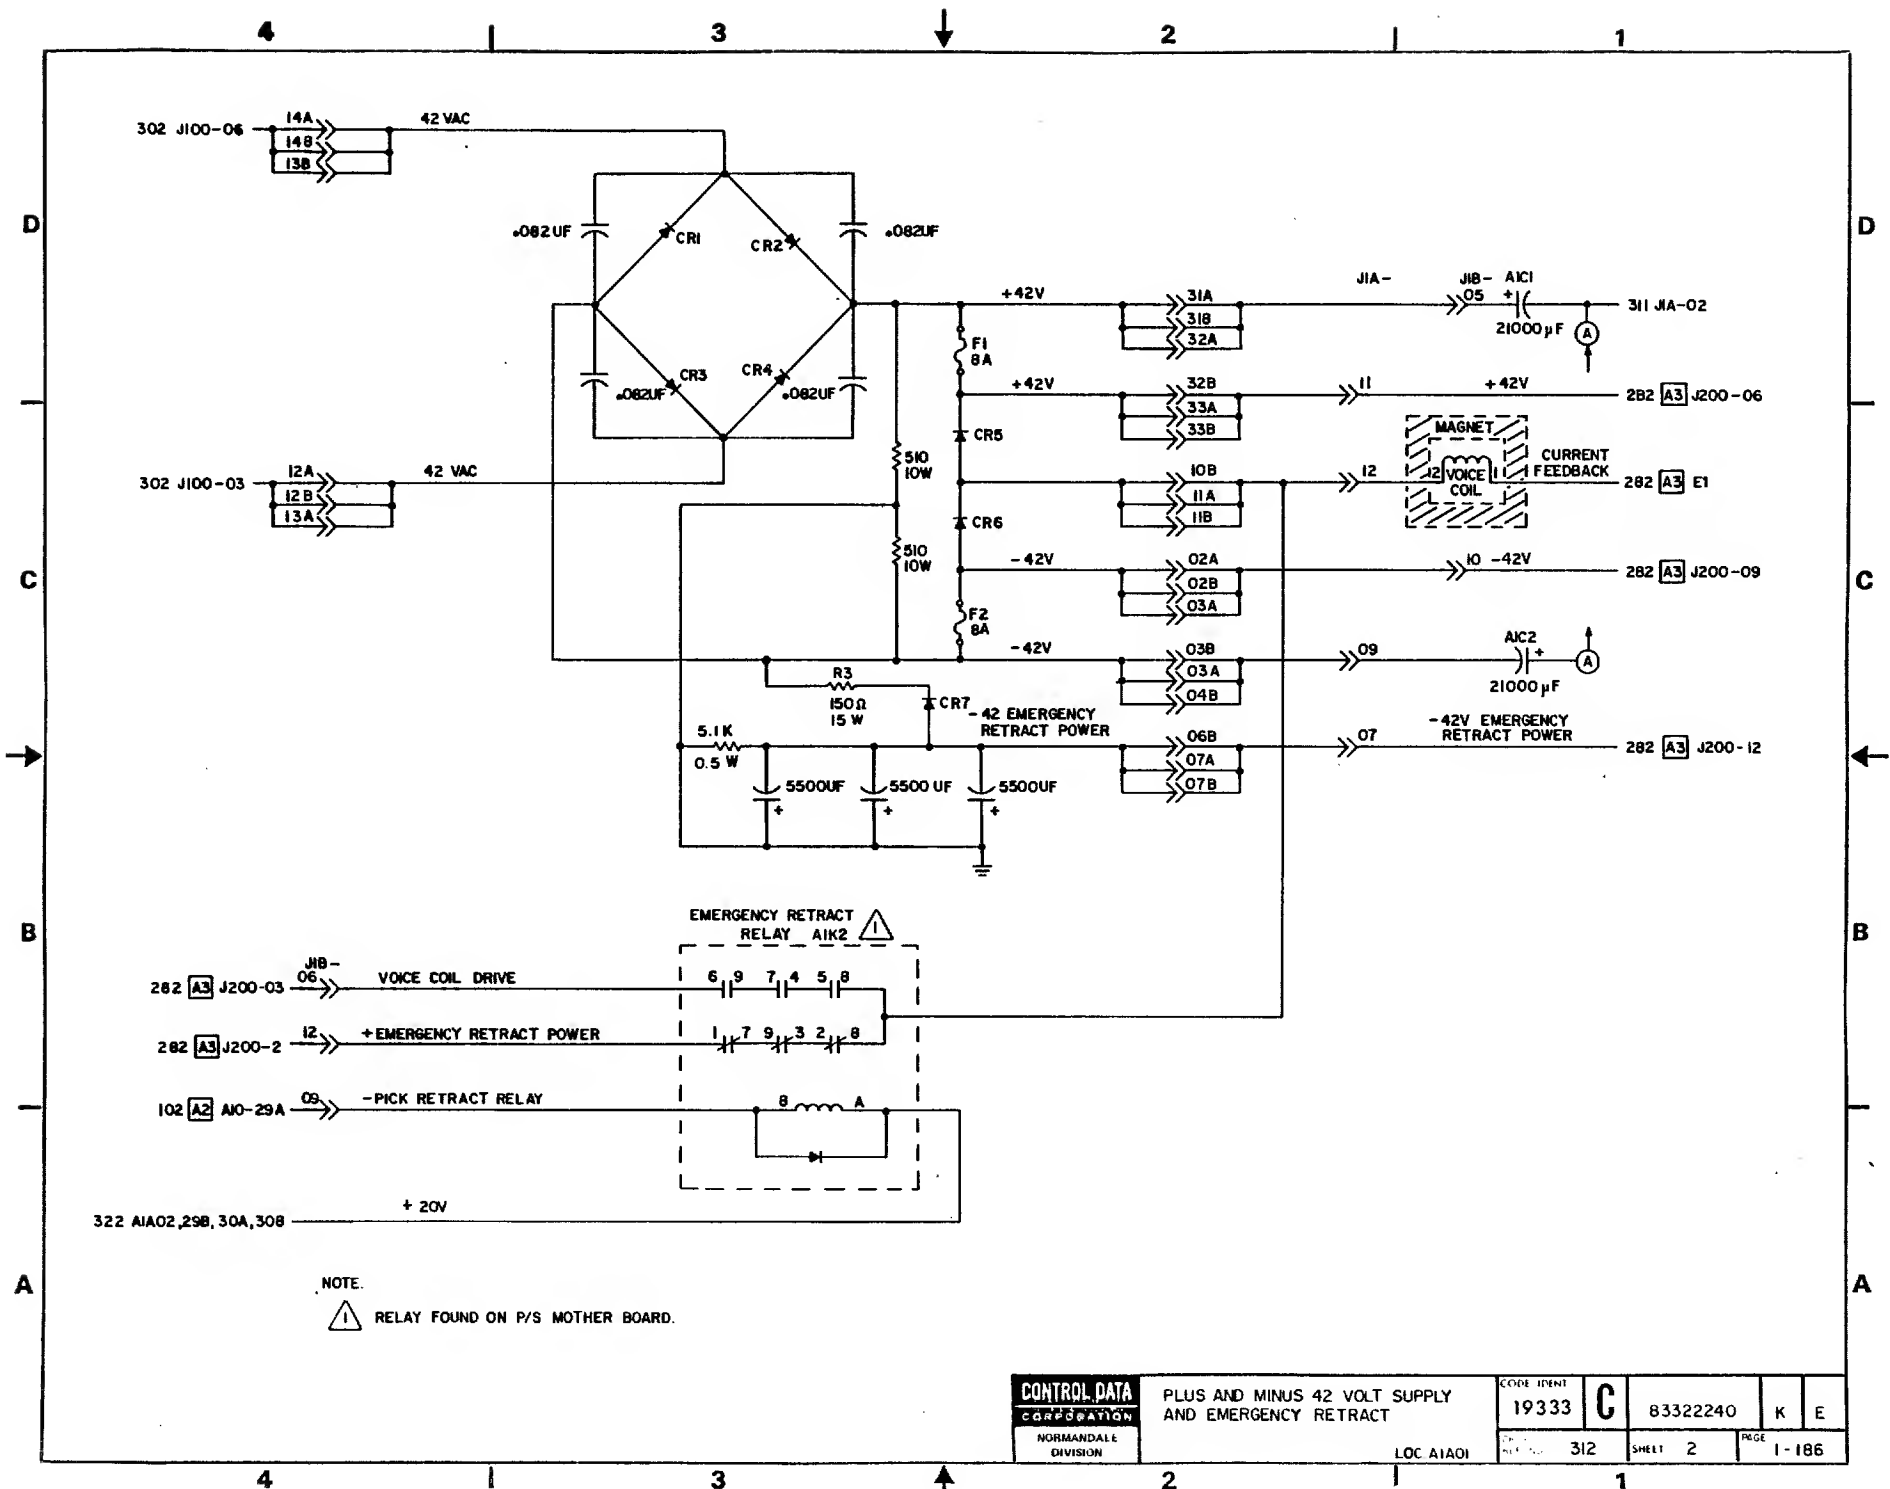 4 3 2 1
302 J100-06 14A 42 VAC
14B
13B
D D
.082UF CR1 CR2 .082UF
J1A- J1B- A1C1
+42V 31A 05 + 311 J1A-02
31B 21000µF A
32A
F1
8A
CR3 CR4
.082UF .082UF
+42V 32B 11 +42V 2B2 A3 J200-06
33A
33B
MAGNET
CR5
510
10W
302 J100-03 12A 42 VAC
12B
13A
10B 12 2 VOICE COIL 1 CURRENT FEEDBACK 282 A3 E1
11A
11B
CR6
510
10W
C C
-42V 02A 10 -42V 282 A3 J200-09
02B
03A
F2
8A
A1C2
-42V 03B 09 + A
03A 21000µF
04B
R3
150Ω
15 W
CR7
-42 EMERGENCY
RETRACT POWER
-42V EMERGENCY
RETRACT POWER
5.1K
0.5 W
06B 07 282 A3 J200-12
07A
07B
5500UF 5500 UF 5500UF
+ + +
EMERGENCY RETRACT
RELAY A1K2 1
B B
J1B-
282 A3 J200-03 06 VOICE COIL DRIVE 6 9 7 4 5 8
282 A3 J200-2 12 +EMERGENCY RETRACT POWER 1 7 9 3 2 8
102 A2 A10-29A 09 -PICK RETRACT RELAY B A
+ 20V
322 A1A02,29B,30A,30B
A A
NOTE.
1 RELAY FOUND ON P/S MOTHER BOARD.
CONTROL DATA
CORPORATION
NORMANDALE
DIVISION
PLUS AND MINUS 42 VOLT SUPPLY
AND EMERGENCY RETRACT
LOC A1A01
CODE IDENT
19333 C 83322240 K E
312 SHEET 2 PAGE 1-186
4 3 2 1